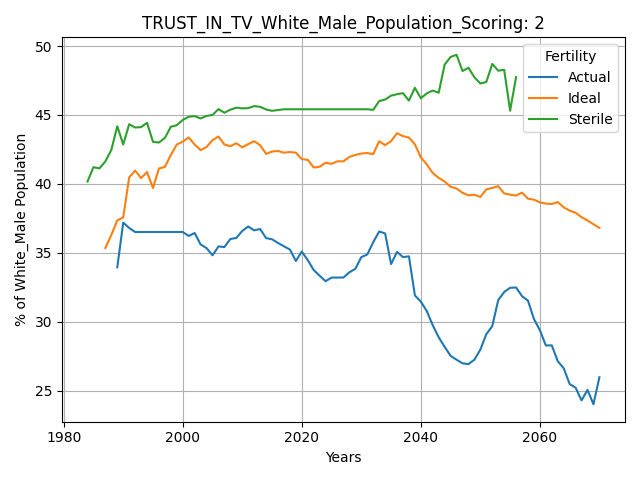 TRUST_IN_TV_White_Male_Population_Scoring: 2
% of White_Male Population
50
45
40
35
30
25
Fertility
Actual
Ideal
Sterile
1980
2000
2020
2040
2060
Years